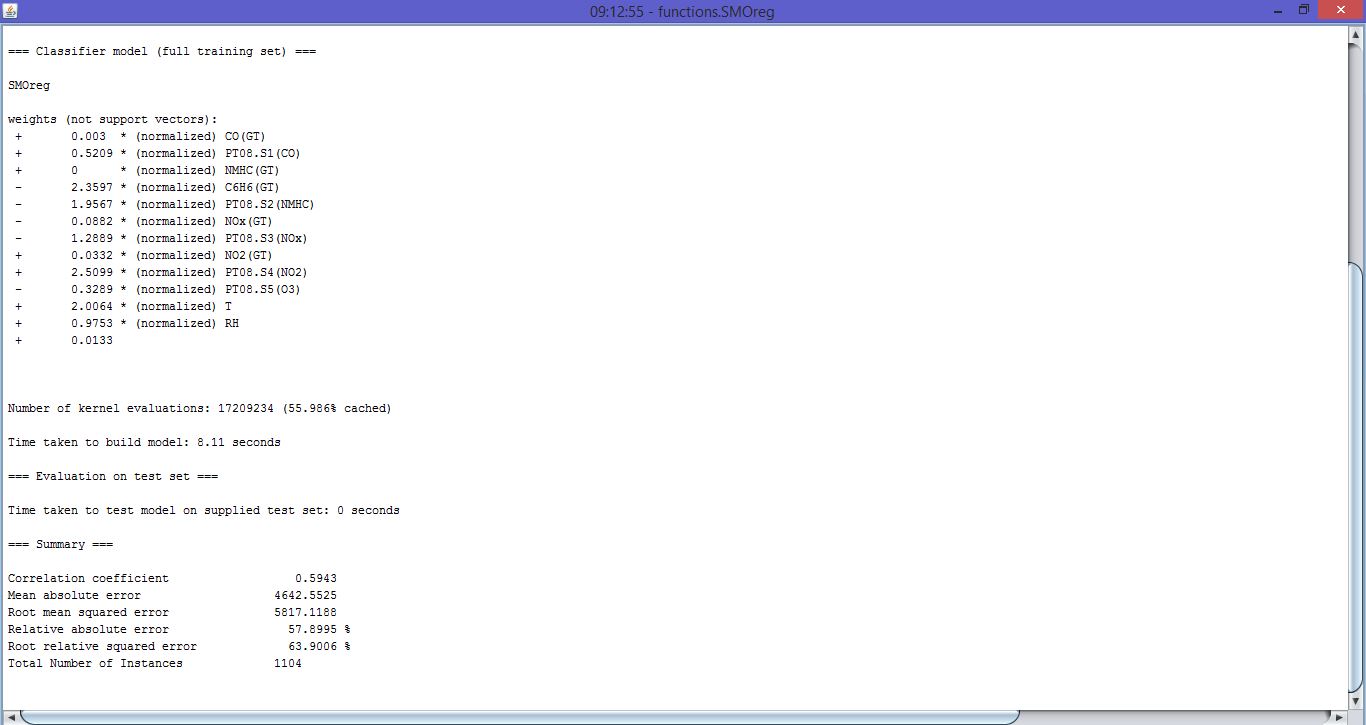 09:12:55 - functions.SMOreg
=== Classifier model (full training set) ===
SMOreg
weights (not support vectors):
+ 0.003 * (normalized) CO(GT)
+ 0.5209 * (normalized) PT08.S1(CO)
+ 0 * (normalized) NMHC(GT)
- 2.3597 * (normalized) C6H6(GT)
- 1.9567 * (normalized) PT08.S2(NMHC)
- 0.0882 * (normalized) NOx(GT)
- 1.2889 * (normalized) PT08.S3(NOx)
+ 0.0332 * (normalized) NO2(GT)
+ 2.5099 * (normalized) PT08.S4(NO2)
- 0.3289 * (normalized) PT08.S5(O3)
+ 2.0064 * (normalized) T
+ 0.9753 * (normalized) RH
+ 0.0133
Number of kernel evaluations: 17209234 (55.986% cached)
Time taken to build model: 8.11 seconds
=== Evaluation on test set ===
Time taken to test model on supplied test set: 0 seconds
=== Summary ===
Correlation coefficient 0.5943
Mean absolute error 4642.5525
Root mean squared error 5817.1188
Relative absolute error 57.8995 %
Root relative squared error 63.9006 %
Total Number of Instances 1104